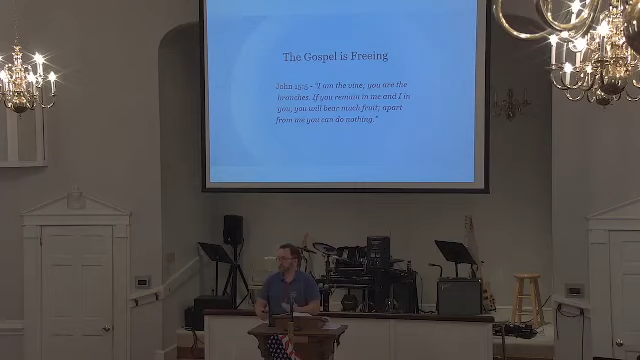 The Gospel is Freeing
John 15:5 - "I am the vine; you are the
branches. If you remain in me and I in
you, you will bear much fruit; apart
from me you can do nothing."